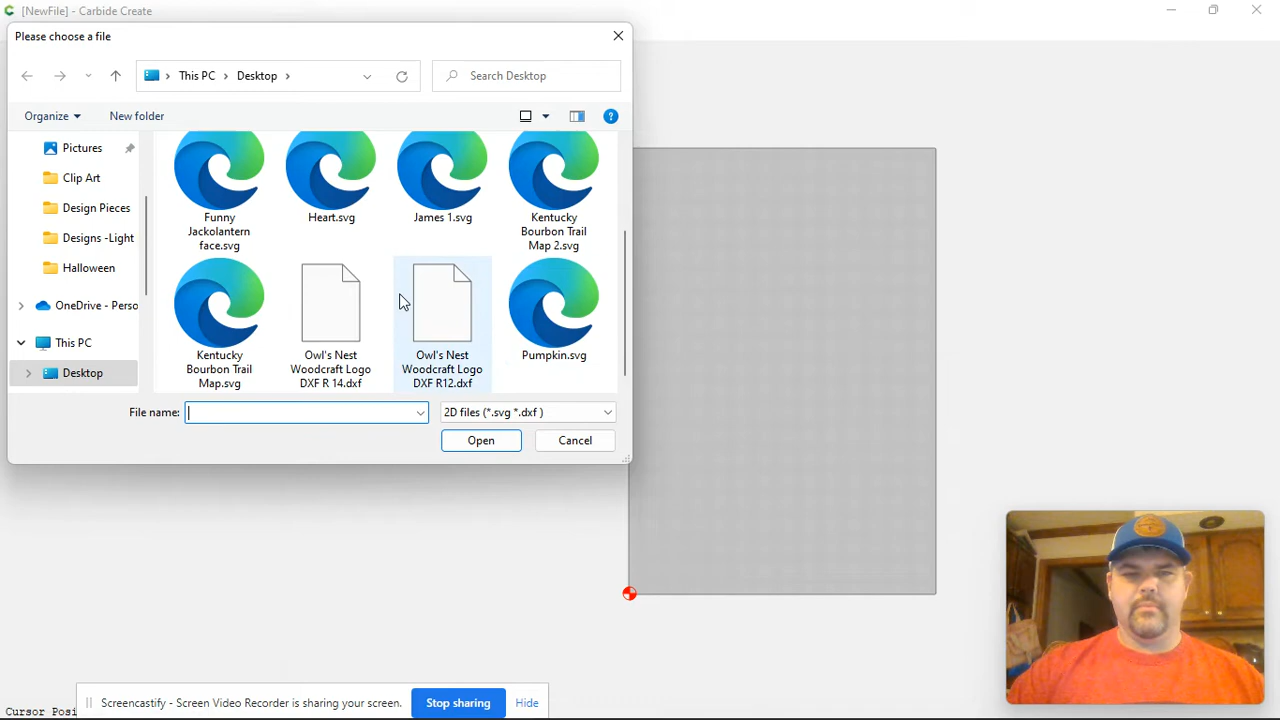 [NewFile] - Carbide Create
Please choose a file
This PC
Desktop
Search Desktop
Organize
New folder
Pictures
Clip Art
Design Pieces
Designs -Light
Halloween
OneDrive - Perso
This PC
Desktop
Funny
Jackolantern
face.svg
Heart.svg
James 1.svg
Kentucky
Bourbon Trail
Map 2.svg
Kentucky
Bourbon Trail
Map.svg
Owl's Nest
Woodcraft Logo
DXF R 14.dxf
Owl's Nest
Woodcraft Logo
DXF R12.dxf
Pumpkin.svg
File name:
2D files (*.svg *.dxf )
Open
Cancel
Screencastify - Screen Video Recorder is sharing your screen.
Stop sharing
Hide
Cursor Posi